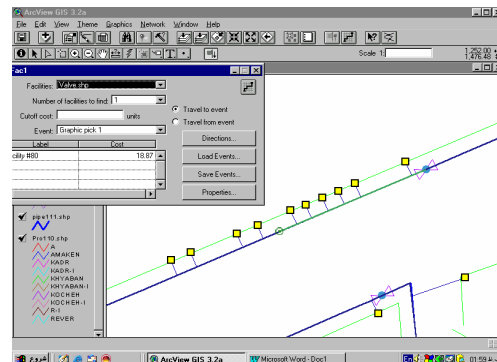 ArcView GIS 3.2a
File Edit View Theme Graphics Network Window Help
Scale 1:
1,252.00
1,476.48
Fac1
Facilities: Valve.shp
Number of facilities to find: 1
Cutoff cost: units
Event: Graphic pick 1
Travel to event
Travel from event
Label Cost
cility #80 18.87
Directions...
Load Events...
Save Events...
Properties...
pipe111.shp
Pro110.shp
A
AMAKEN
KADR
KADR-I
KHYABAN
KHYABAN-I
KOCHEH
KOCHEH-I
R-I
REVER
ArcView GIS 3.2a
Microsoft Word - Doc1
En
01:59